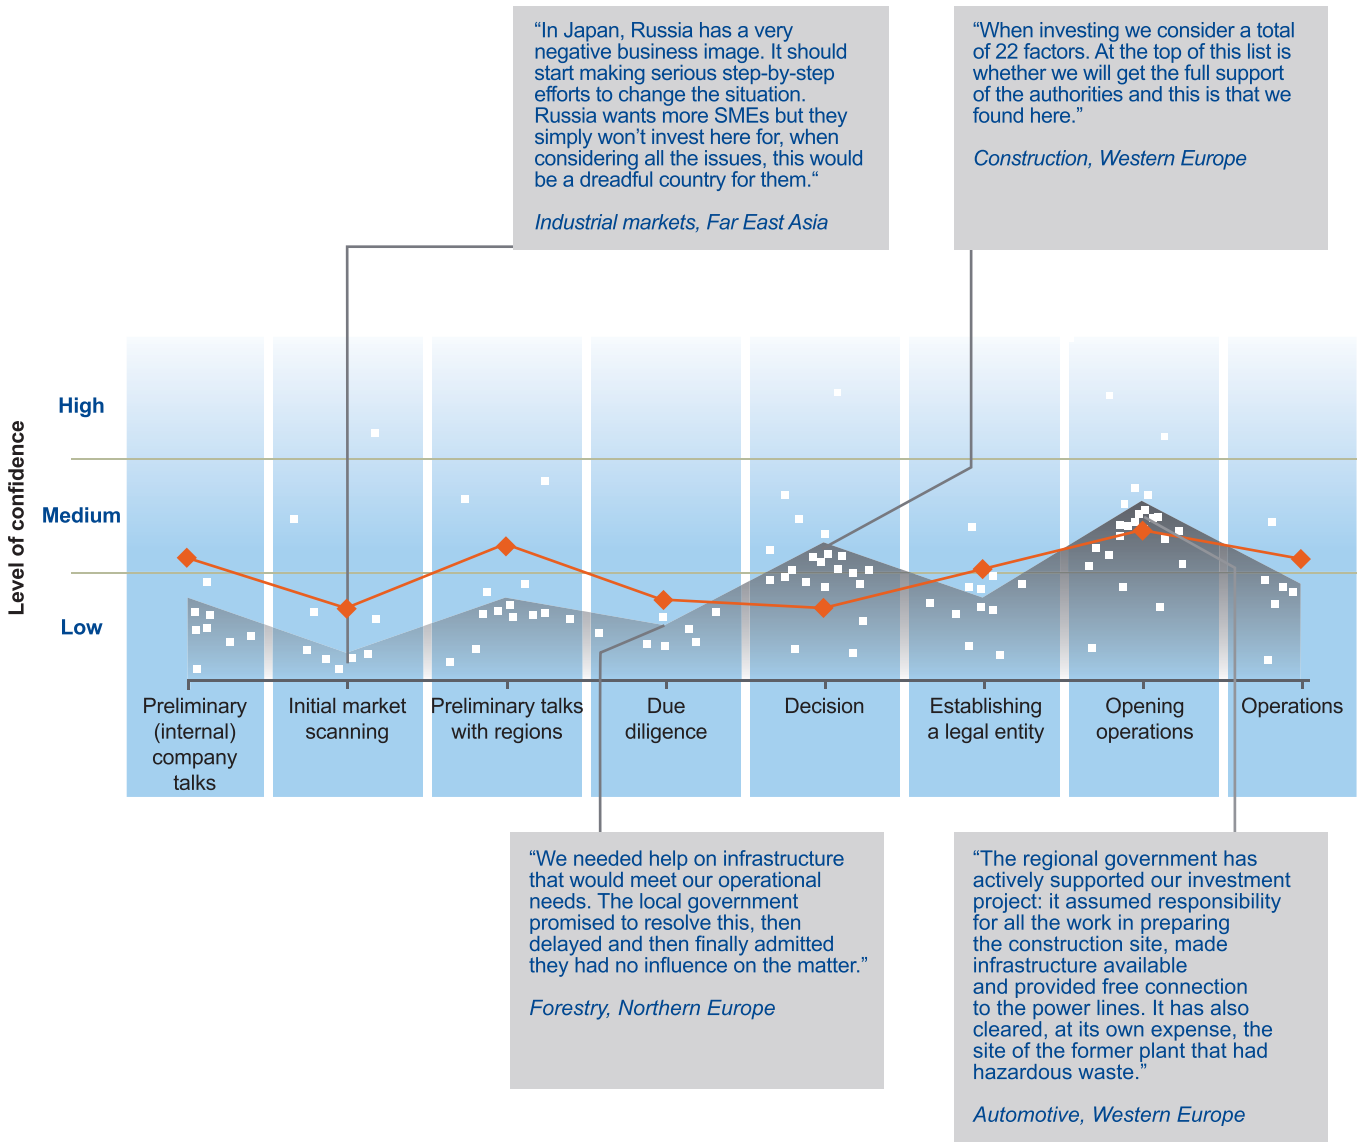 “In Japan, Russia has a very
negative business image. It should
start making serious step-by-step
efforts to change the situation.
Russia wants more SMEs but they
simply won’t invest here for, when
considering all the issues, this would
be a dreadful country for them.“
Industrial markets, Far East Asia
“When investing we consider a total
of 22 factors. At the top of this list is
whether we will get the full support
of the authorities and this is that we
found here.”
Construction, Western Europe
Level of confidence
High
Medium
Low
Preliminary
(internal)
company
talks
Initial market
scanning
Preliminary talks
with regions
Due
diligence
Decision
Establishing
a legal entity
Opening
operations
Operations
“We needed help on infrastructure
that would meet our operational
needs. The local government
promised to resolve this, then
delayed and then finally admitted
they had no influence on the matter.”
Forestry, Northern Europe
“The regional government has
actively supported our investment
project: it assumed responsibility
for all the work in preparing
the construction site, made
infrastructure available
and provided free connection
to the power lines. It has also
cleared, at its own expense, the
site of the former plant that had
hazardous waste.”
Automotive, Western Europe